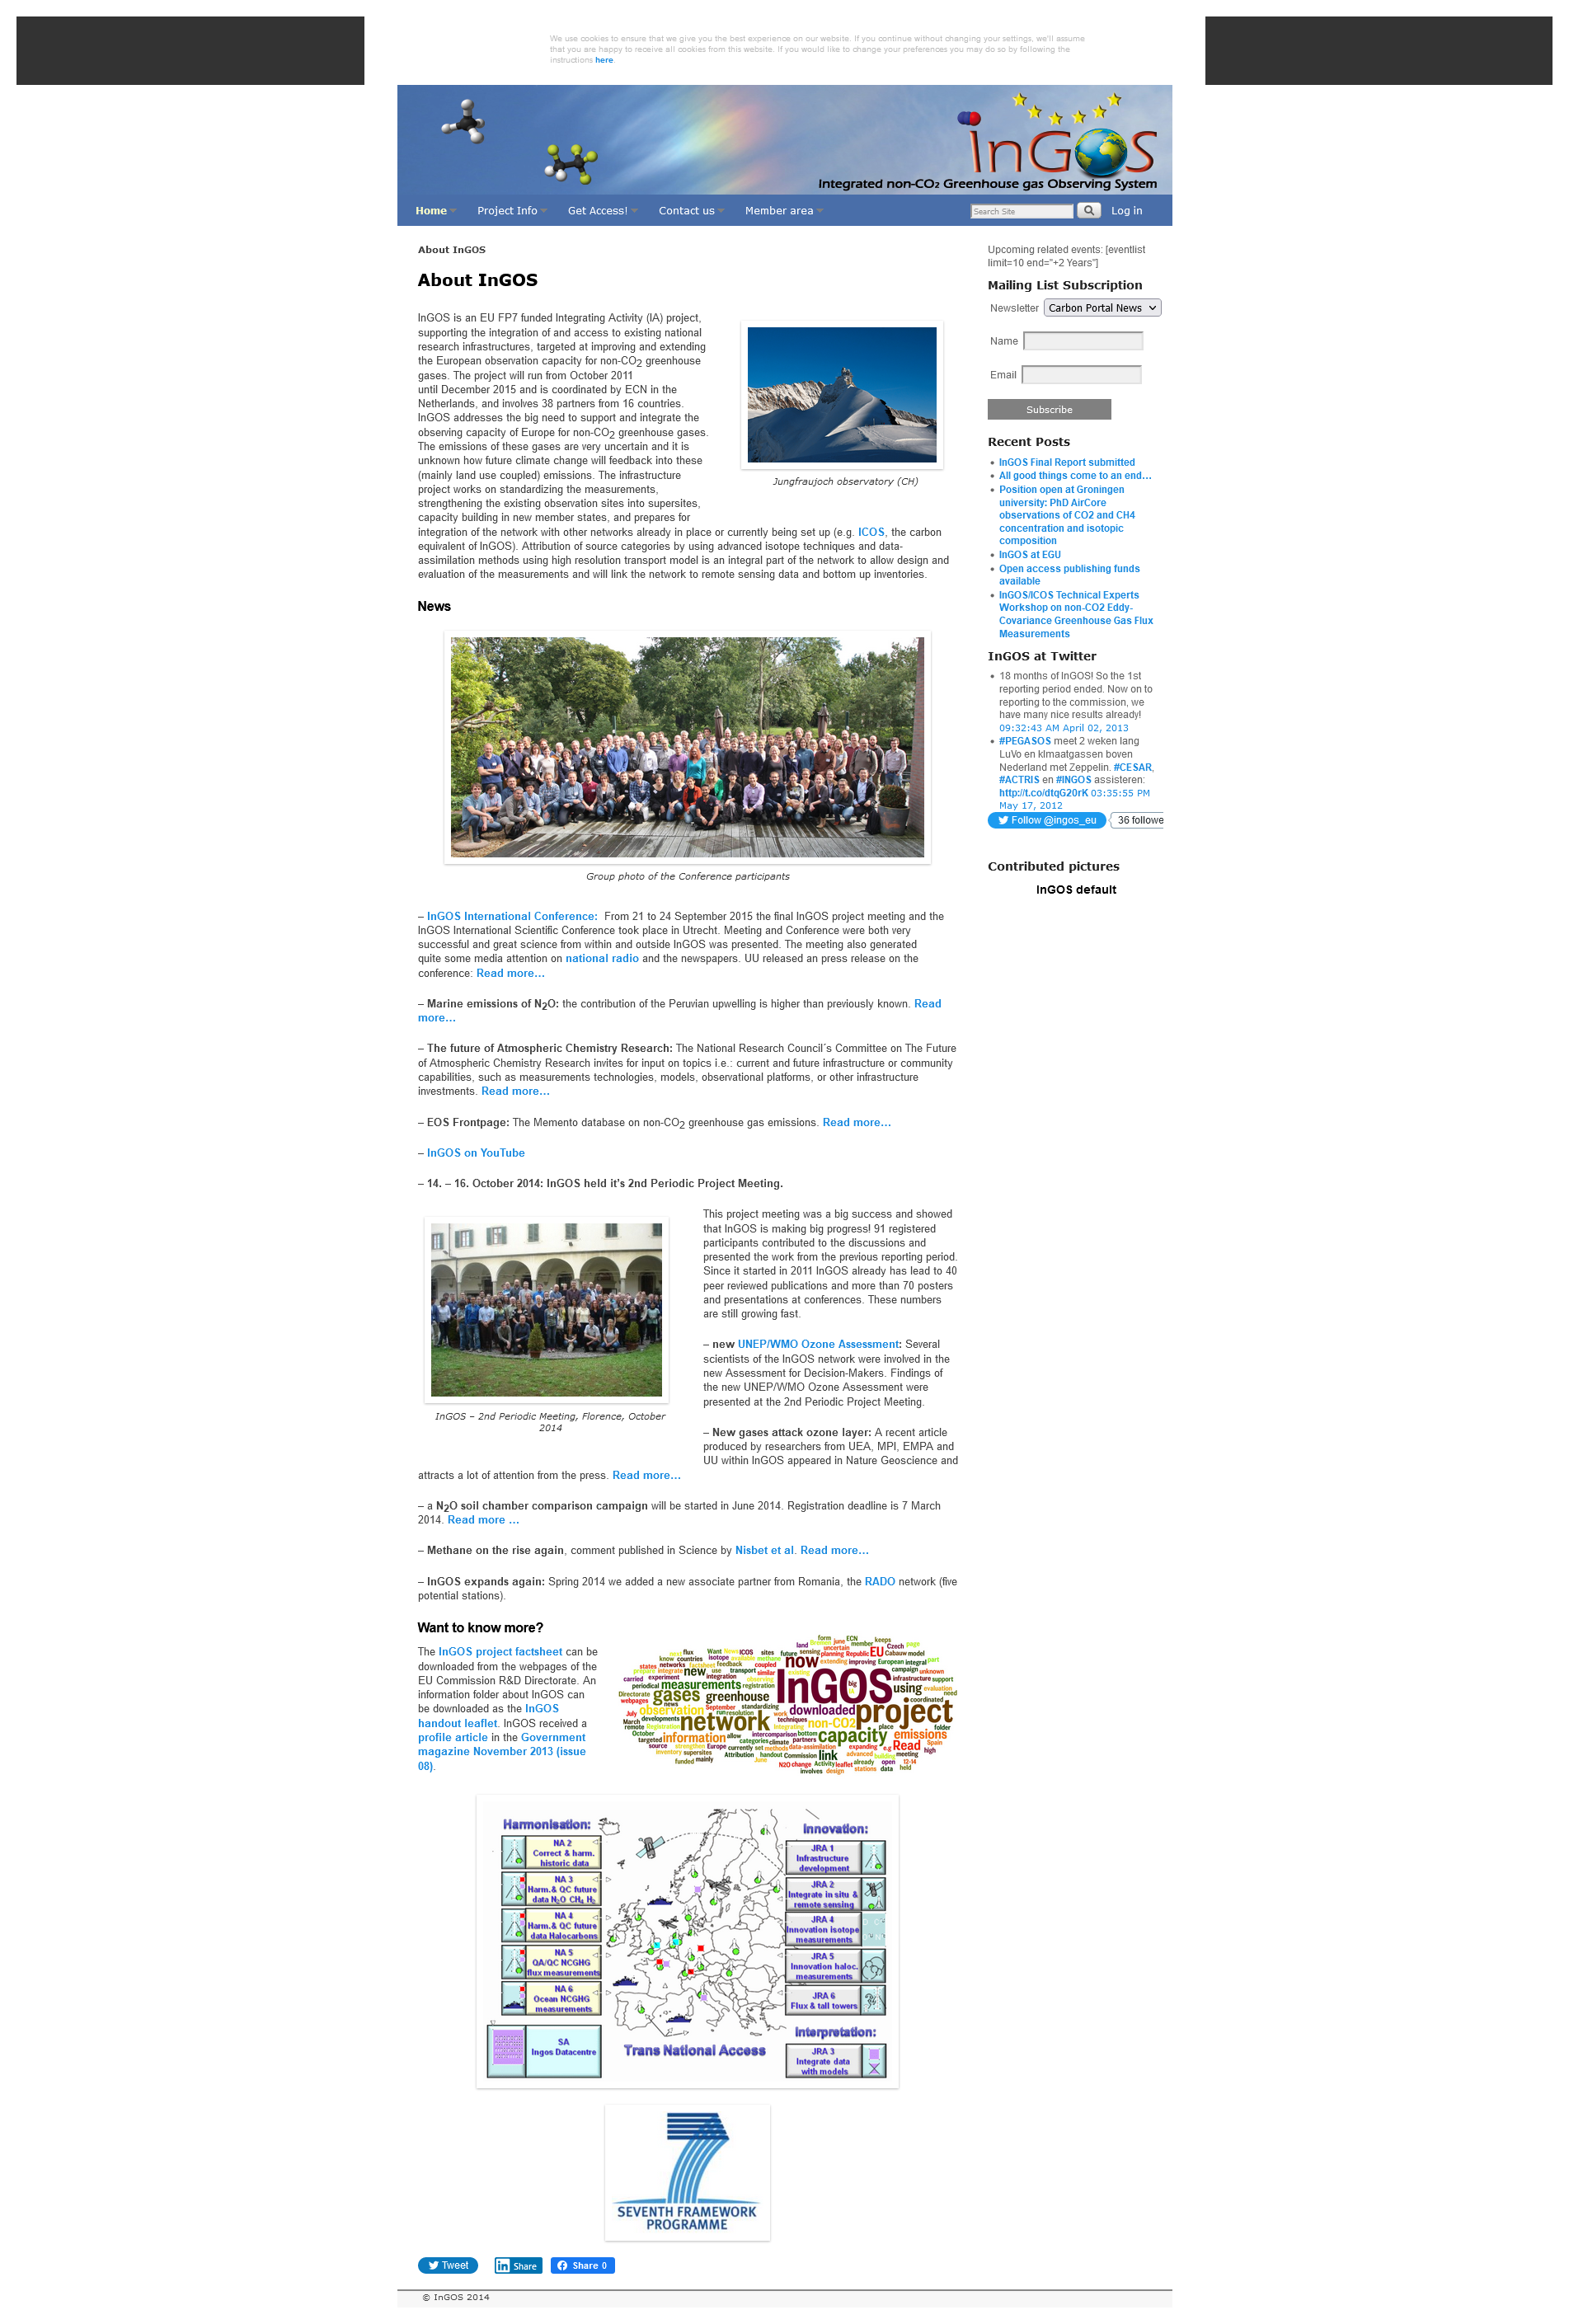 We use cookies to ensure that we give you the best experience on our website. If you continue without changing your settings, we'll assume
that you are happy to receive all cookies from this website. If you would like to change your preferences you may do so by following the
instructions here.
InGOS
Integrated non-CO₂ Greenhouse gas Observing System
Home Project Info Get Access! Contact us Member area Search Site Log in
About InGOS
About InGOS
InGOS is an EU FP7 funded Integrating Activity (IA) project,
supporting the integration of and access to existing national
research infrastructures, targeted at improving and extending
the European observation capacity for non-CO2 greenhouse
gases. The project will run from October 2011
until December 2015 and is coordinated by ECN in the
Netherlands, and involves 38 partners from 16 countries.
InGOS addresses the big need to support and integrate the
observing capacity of Europe for non-CO2 greenhouse gases.
The emissions of these gases are very uncertain and it is
unknow how future climate change will feedback into these
(mainly land use coupled) emissions. The infrastructure
project works on standardizing the measurements,
strengthening the existing observation sites into supersites,
capacity building in new member states, and prepares for
integration of the network with other networks already in place or currently being set up (e.g. ICOS, the carbon
equivalent of InGOS). Attribution of source categories by using advanced isotope techniques and data-
assimilation methods using high resolution transport model is an integral part of the network to allow design and
evaluation of the measurements and will link the network to remote sensing data and bottom up inventories.
Jungfraujoch observatory (CH)
News
Group photo of the Conference participants
– InGOS International Conference: From 21 to 24 September 2015 the final InGOS project meeting and the
InGOS International Scientific Conference took place in Utrecht. Meeting and Conference were both very
successful and great science from within and outside InGOS was presented. The meeting also generated
quite some media attention on national radio and the newspapers. UU released an press release on the
conference: Read more…
– Marine emissions of N2O: the contribution of the Peruvian upwelling is higher than previously known. Read
more…
– The future of Atmospheric Chemistry Research: The National Research Council´s Committee on The Future
of Atmospheric Chemistry Research invites for input on topics i.e.: current and future infrastructure or community
capabilities, such as measurements technologies, models, observational platforms, or other infrastructure
investments. Read more…
– EOS Frontpage: The Memento database on non-CO2 greenhouse gas emissions. Read more…
– InGOS on YouTube
– 14. – 16. October 2014: InGOS held it's 2nd Periodic Project Meeting.
This project meeting was a big success and showed
that InGOS is making big progress! 91 registered
participants contributed to the discussions and
presented the work from the previous reporting period.
Since it started in 2011 InGOS already has lead to 40
peer reviewed publications and more than 70 posters
and presentations at conferences. These numbers
are still growing fast.
InGOS – 2nd Periodic Meeting, Florence, October
2014
– new UNEP/WMO Ozone Assessment: Several
scientists of the InGOS network were involved in the
new Assessment for Decision-Makers. Findings of
the new UNEP/WMO Ozone Assessment were
presented at the 2nd Periodic Project Meeting.
– New gases attack ozone layer: A recent article
produced by researchers from UEA, MPI, EMPA and
UU within InGOS appeared in Nature Geoscience and
attracts a lot of attention from the press. Read more…
– a N2O soil chamber comparison campaign will be started in June 2014. Registration deadline is 7 March
2014. Read more …
– Methane on the rise again, comment published in Science by Nisbet et al. Read more…
– InGOS expands again: Spring 2014 we added a new associate partner from Romania, the RADO network (five
potential stations).
Want to know more?
The InGOS project factsheet can be
downloaded from the webpages of the
EU Commission R&D Directorate. An
information folder about InGOS can
be downloaded as the InGOS
handout leaflet. InGOS received a
profile article in the Government
magazine November 2013 (issue
08).
InGOS project network capacity now gases greenhouse measurements observation information downloaded non-CO2 emissions using link Read new EU
Harmonisation:
NA 2
Correct & harm.
historic data
NA 3
Harm.& QC future
data N₂O CH₄ H₂
NA 4
Harm.& QC future
data Halocarbons
NA 5
QA/QC NCGHG
flux measurements
NA 6
Ocean NCGHG
measurements
SA
Ingos Datacentre
Trans National Access
Innovation:
JRA 1
Infrastructure
development
JRA 2
Integrate in situ &
remote sensing
JRA 4
Innovation isotope
measurements
JRA 5
Innovation haloc.
measurements
JRA 6
Flux & tall towers
Interpretation:
JRA 3
Integrate data
with models
SEVENTH FRAMEWORK
PROGRAMME
Tweet Share Share 0
Upcoming related events: [eventlist
limit=10 end="+2 Years"]
Mailing List Subscription
Newsletter Carbon Portal News
Name
Email
Subscribe
Recent Posts
InGOS Final Report submitted
All good things come to an end…
Position open at Groningen
university: PhD AirCore
observations of CO2 and CH4
concentration and isotopic
composition
InGOS at EGU
Open access publishing funds
available
InGOS/ICOS Technical Experts
Workshop on non-CO2 Eddy-
Covariance Greenhouse Gas Flux
Measurements
InGOS at Twitter
18 months of InGOS! So the 1st
reporting period ended. Now on to
reporting to the commission, we
have many nice results already!
09:32:43 AM April 02, 2013
#PEGASOS meet 2 weken lang
LuVo en klmaatgassen boven
Nederland met Zeppelin. #CESAR,
#ACTRIS en #INGOS assisteren:
http://t.co/dtqG20rK 03:35:55 PM
May 17, 2012
Follow @ingos_eu 36 followe
Contributed pictures
InGOS default
© InGOS 2014